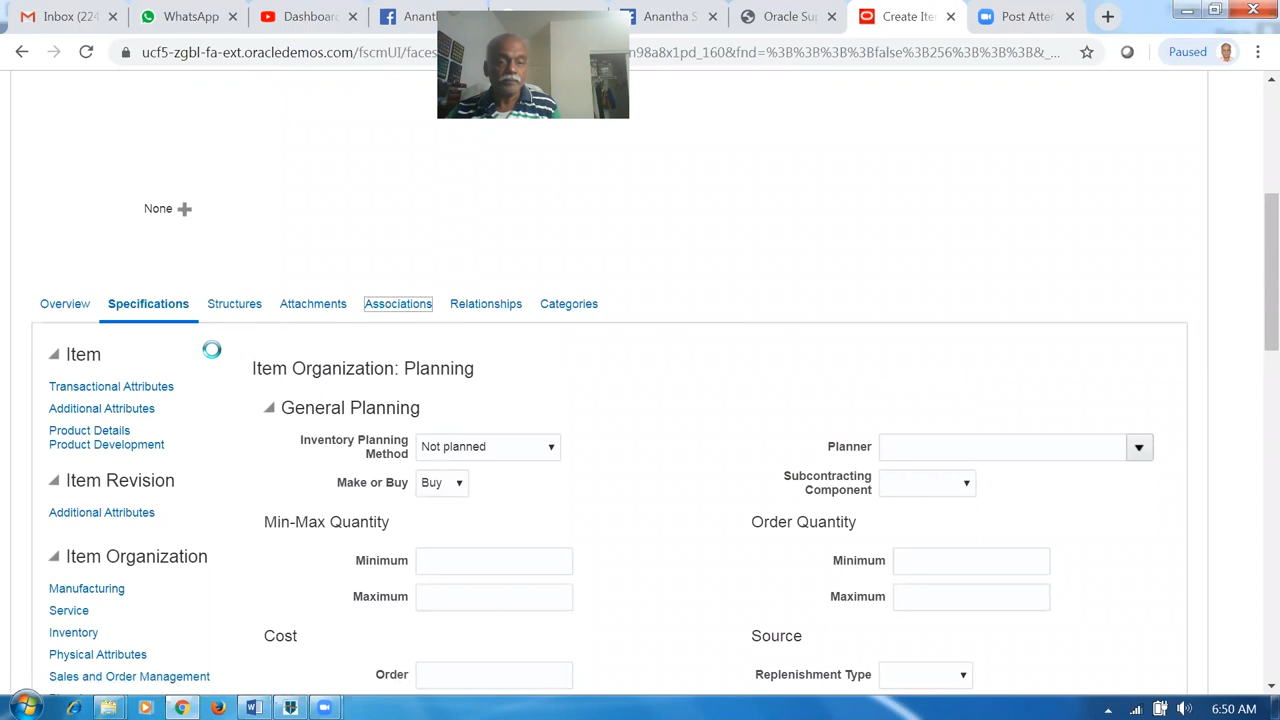 Inbox (224
WhatsApp
Dashboard
Anant
Anantha S
Oracle Su
Create Ite
Post Atter
ucf5-zgbl-fa-ext.oracledemos.com/fscmUI/faces
n98a8x1pd_160&fnd=%3B%3B%3B%3Bfalse%3B256%3B%3B%3B&_...
Paused
None
Overview
Specifications
Structures
Attachments
Associations
Relationships
Categories
Item
Transactional Attributes
Additional Attributes
Product Details
Product Development
Item Revision
Additional Attributes
Item Organization
Manufacturing
Service
Inventory
Physical Attributes
Sales and Order Management
Item Organization: Planning
General Planning
Inventory Planning
Method
Not planned
Planner
Make or Buy
Buy
Subcontracting
Component
Min-Max Quantity
Order Quantity
Minimum
Minimum
Maximum
Maximum
Cost
Source
Order
Replenishment Type
6:50 AM